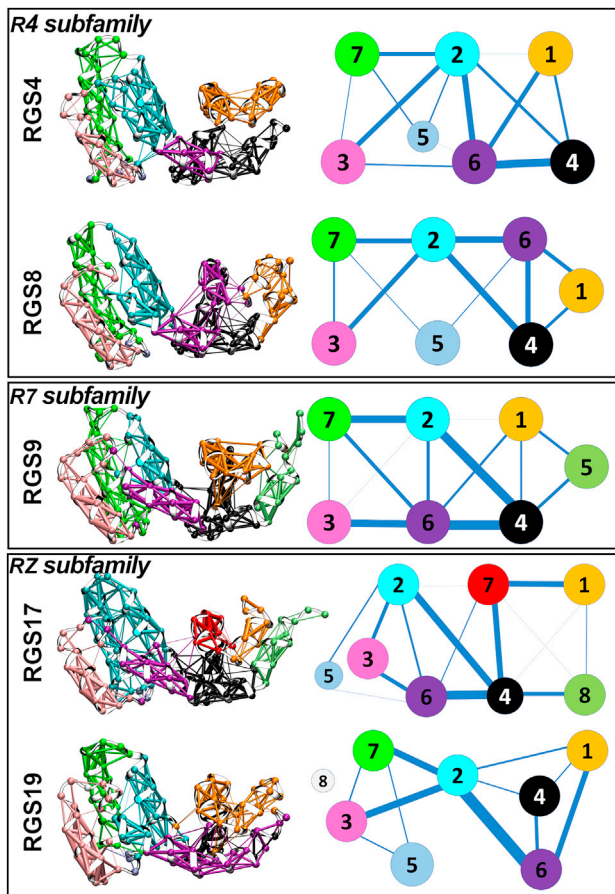 R4 subfamily
RGS4
7 2 1
5
3 6 4
RGS8
7 2 6
1
3 5 4
R7 subfamily
RGS9
7 2 1
5
3 6 4
RZ subfamily
RGS17
2 7 1
3
5
6 4 8
RGS19
7 2 1
8
4
3
5 6